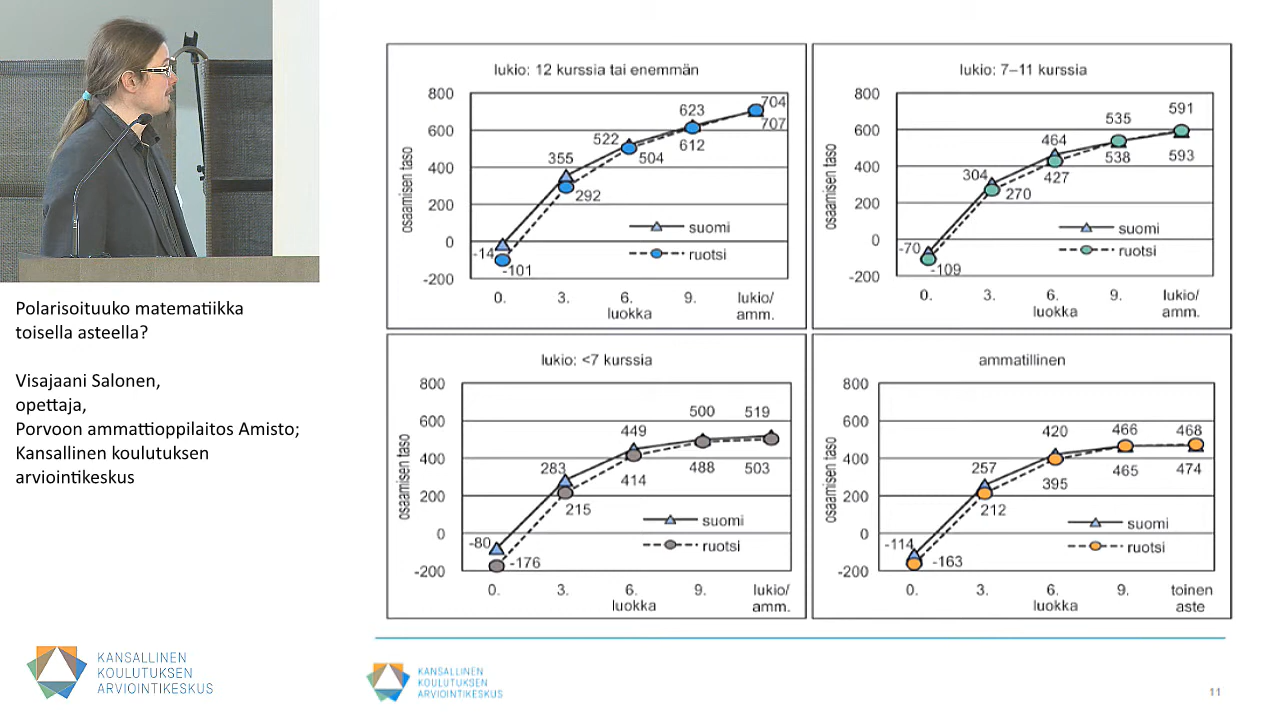 Polarisoituuko matematiikka
toisella asteella?
Visajaani Salonen,
opettaja,
Porvoon ammattioppilaitos Amisto;
Kansallinen koulutuksen
arviointikeskus
KANSALLINEN
KOULUTUKSEN
ARVIOINTIKESKUS
lukio: 12 kurssia tai enemmän
osaamisen taso
800
600
400
200
0
-200
-14
-101
355
292
522
504
623
612
704
707
suomi
ruotsi
0.
3.
6.
9.
lukio/
luokka
amm.
lukio: 7–11 kurssia
osaamisen taso
800
600
400
200
0
-200
-70
-109
304
270
464
427
535
538
591
593
suomi
ruotsi
0.
3.
6.
9.
lukio/
luokka
amm.
lukio: <7 kurssia
osaamisen taso
800
600
400
200
0
-200
-80
-176
283
215
449
414
500
488
519
503
suomi
ruotsi
0.
3.
6.
9.
lukio/
luokka
amm.
ammatillinen
osaamisen taso
800
600
400
200
0
-200
-114
-163
257
212
420
395
466
465
468
474
suomi
ruotsi
0.
3.
6.
9.
toinen
luokka
aste
KANSALLINEN
KOULUTUKSEN
ARVIOINTIKESKUS
11